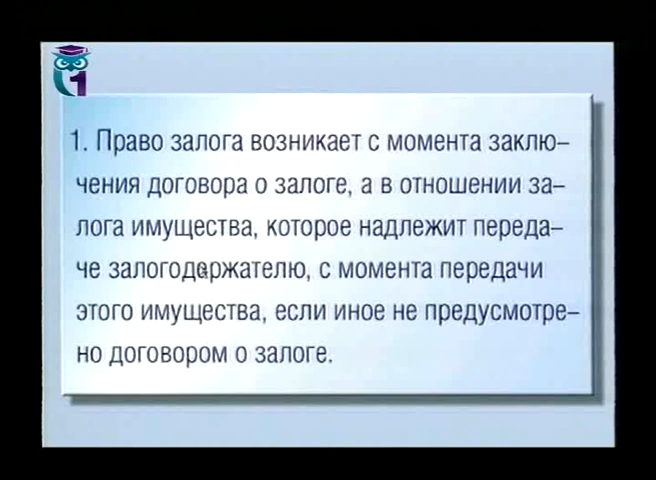 1
1. Право залога возникает с момента заклю–
чения договора о залоге, а в отношении за–
лога имущества, которое надлежит переда–
че залогодержателю, с момента передачи
этого имущества, если иное не предусмотре–
но договором о залоге.